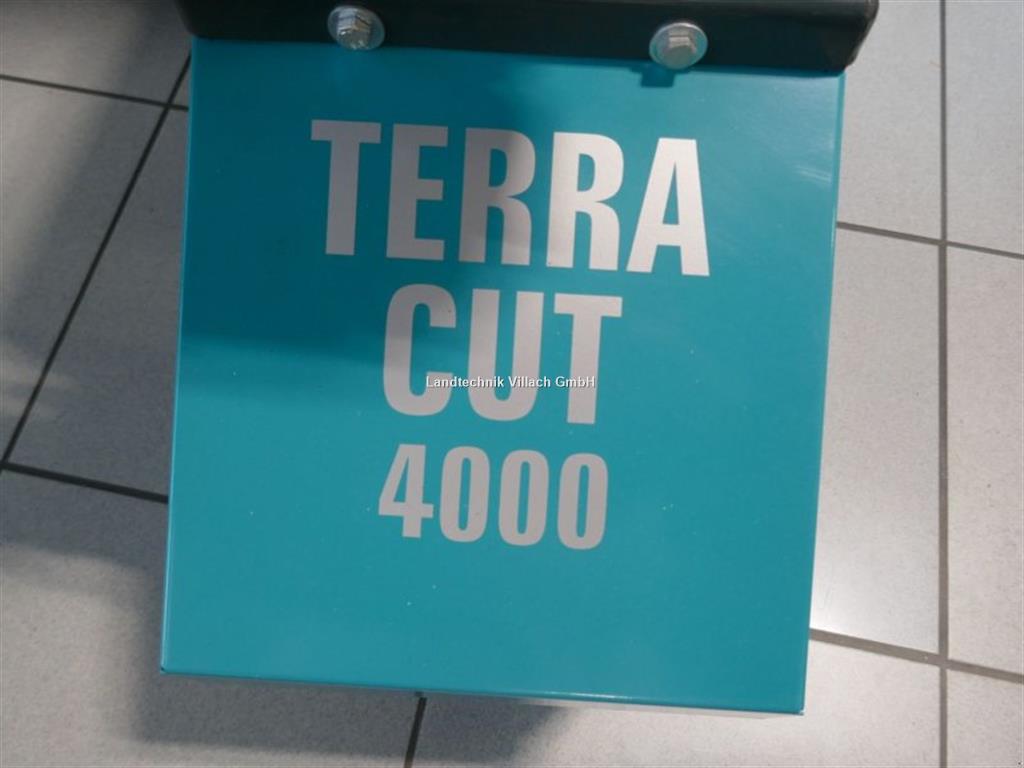 TERRA
CUT
Landtechnik Villach GmbH
4000